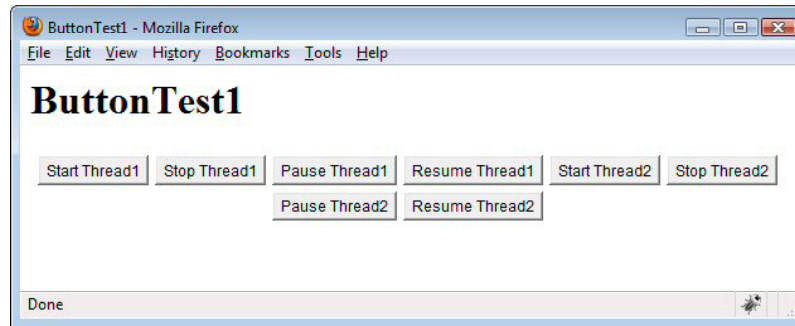 ButtonTest1 - Mozilla Firefox
File Edit View History Bookmarks Tools Help
ButtonTest1
Start Thread1 Stop Thread1 Pause Thread1 Resume Thread1 Start Thread2 Stop Thread2
Pause Thread2 Resume Thread2
Done